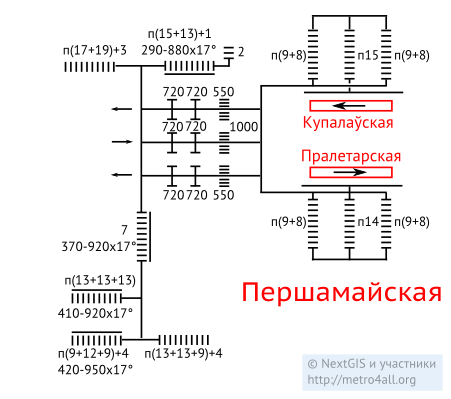 п(15+13)+1
п(17+19)+3
290-880x17°
2
п(9+8)
п15
п(9+8)
720
720
550
Купалаўская
720
720
1000
Пралетарская
720
720
550
п(9+8)
п14
п(9+8)
7
370-920x17°
п(13+13+13)
Першамайская
410-920x17°
п(9+12+9)+4
п(13+13+9)+4
420-950x17°
© NextGIS и участники
http://metro4all.org